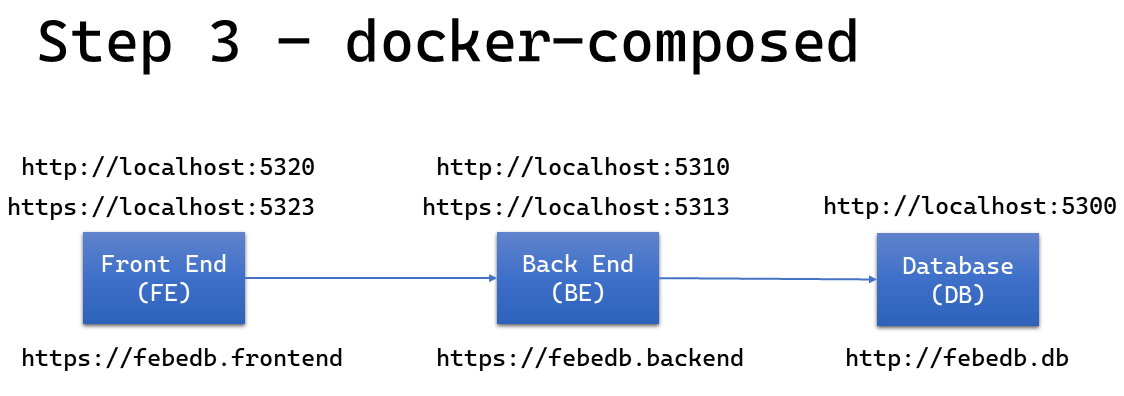 Step 3 – docker-composed
http://localhost:5320
https://localhost:5323
Front End
(FE)
https://febedb.frontend
http://localhost:5310
https://localhost:5313
Back End
(BE)
https://febedb.backend
http://localhost:5300
Database
(DB)
http://febedb.db